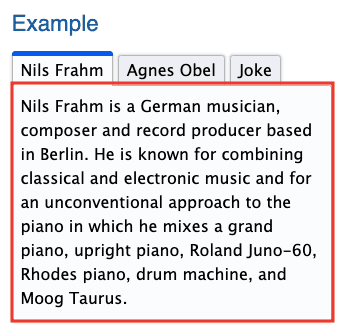 Example
Nils Frahm Agnes Obel Joke
Nils Frahm is a German musician,
composer and record producer based
in Berlin. He is known for combining
classical and electronic music and for
an unconventional approach to the
piano in which he mixes a grand
piano, upright piano, Roland Juno-60,
Rhodes piano, drum machine, and
Moog Taurus.